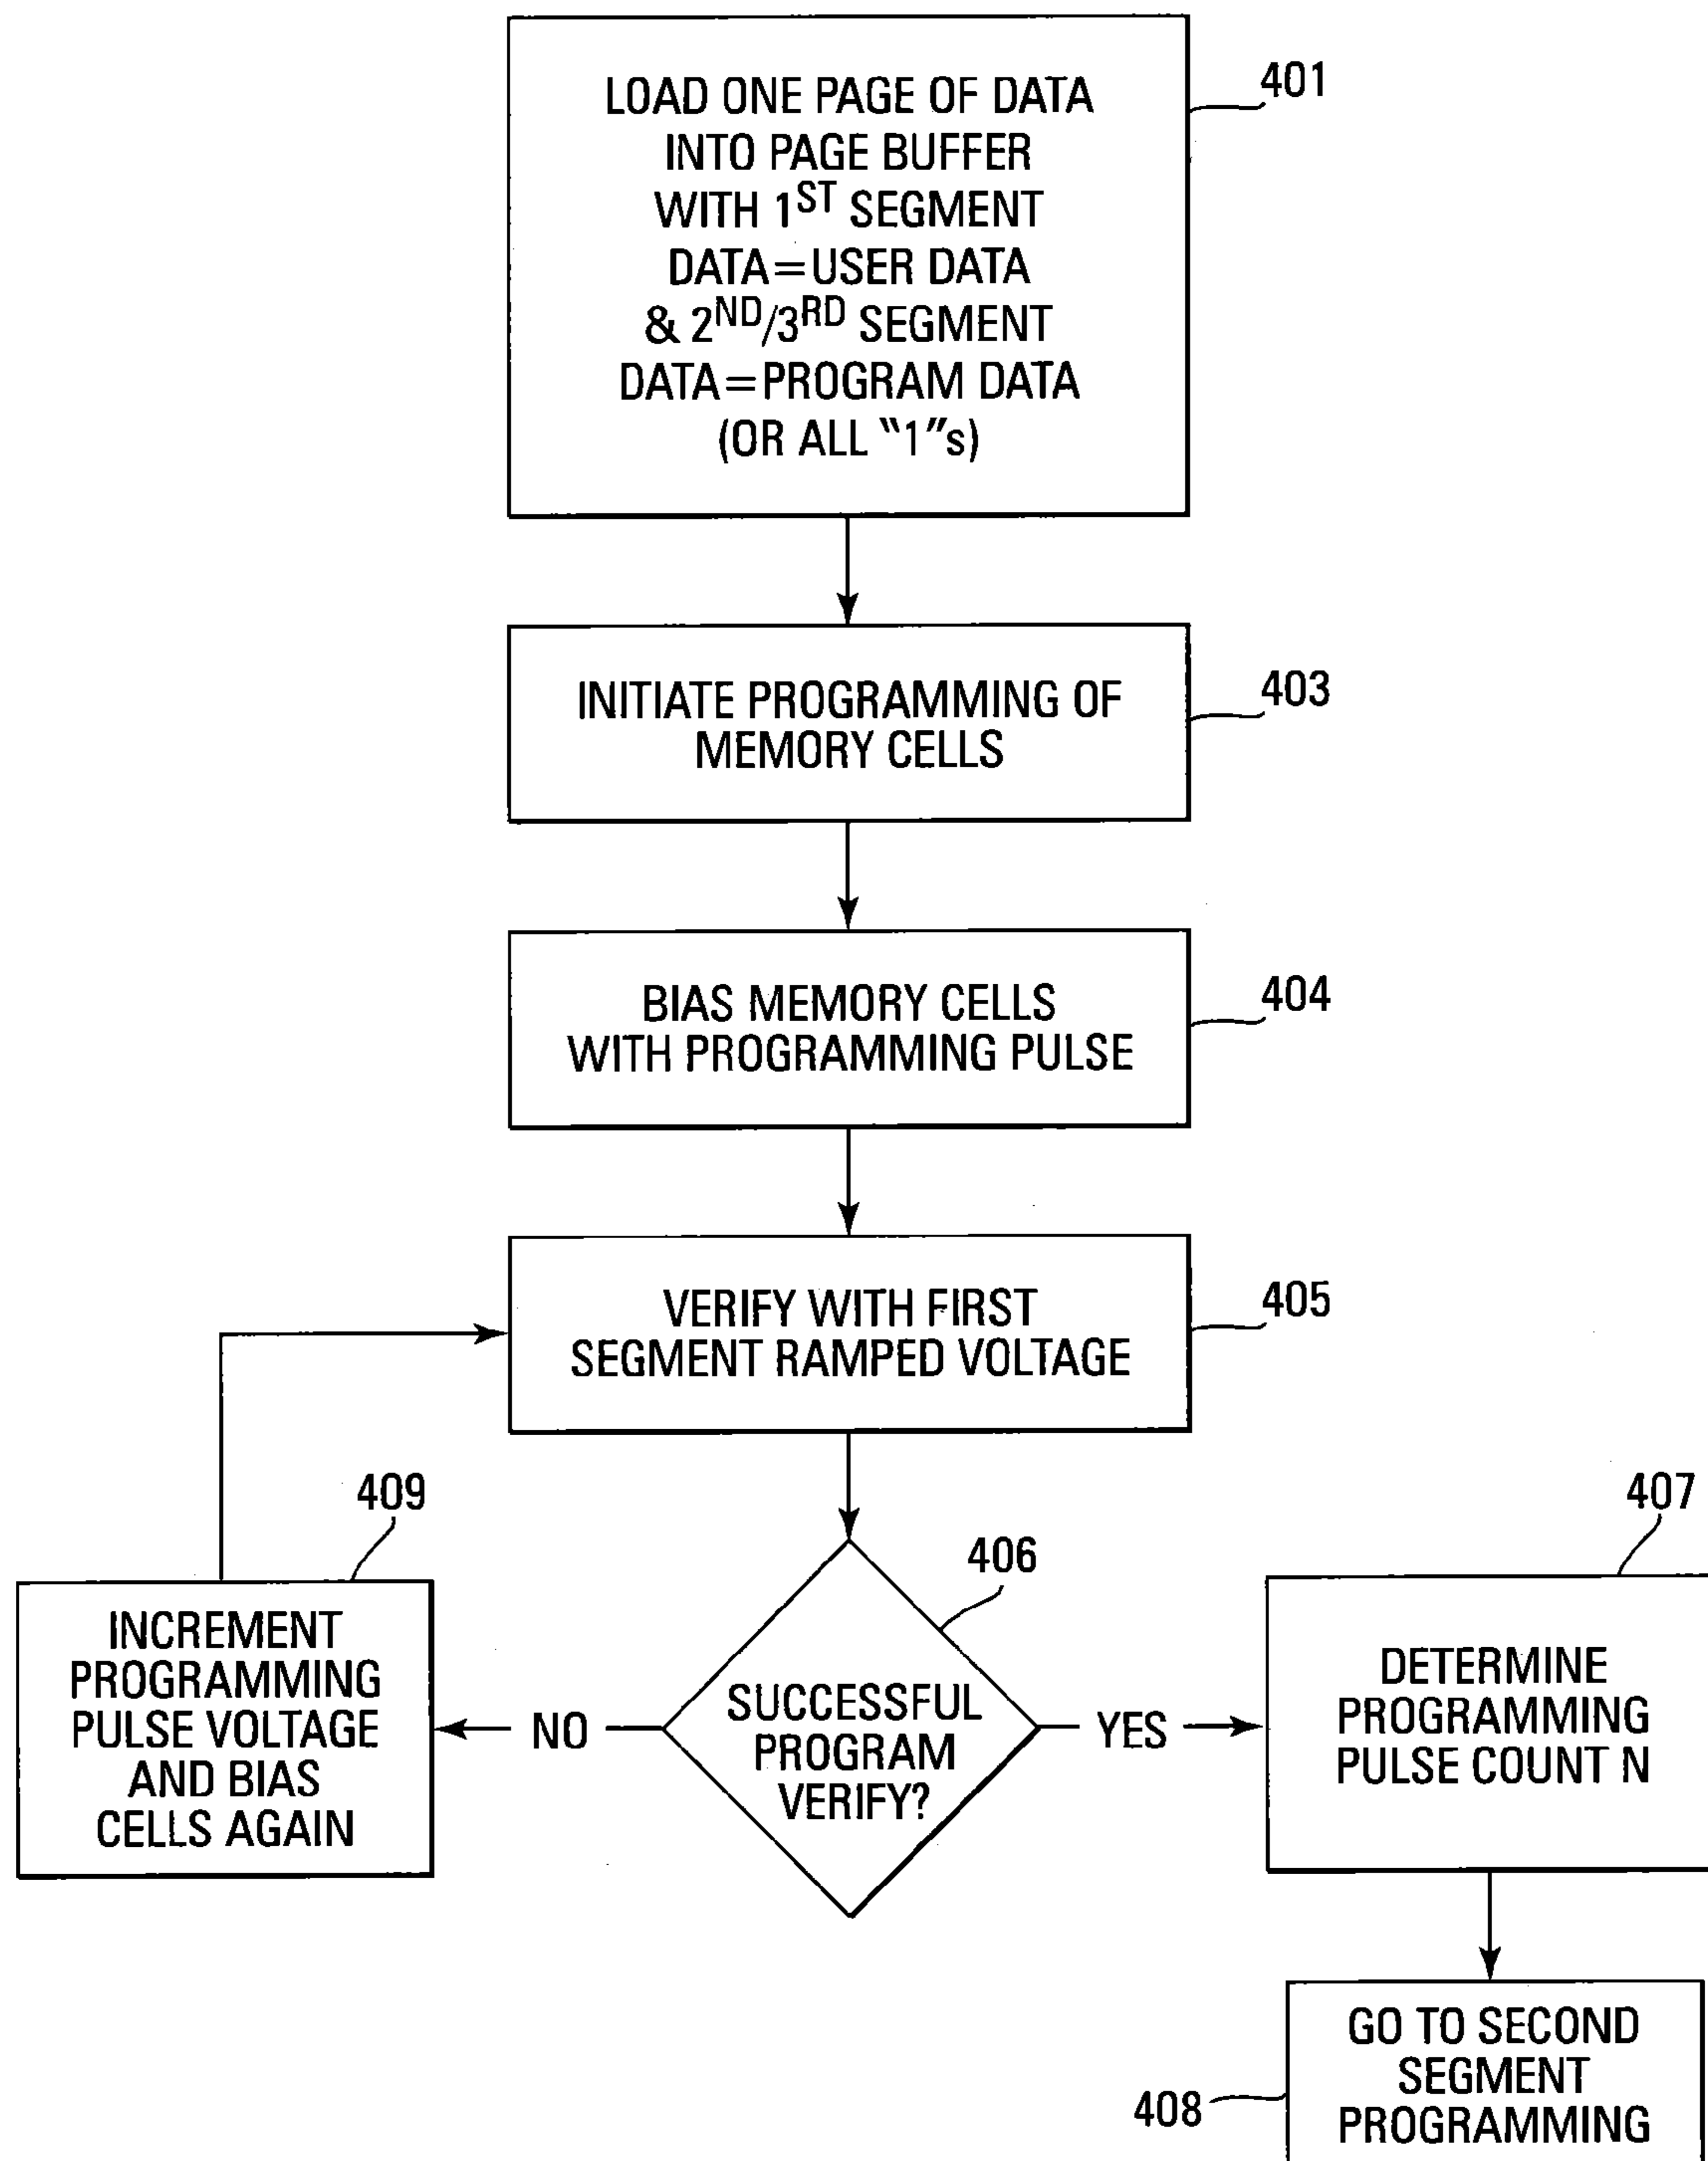 LOAD ONE PAGE OF DATA
INTO PAGE BUFFER
WITH 1ST SEGMENT
DATA=USER DATA
& 2ND/3RD SEGMENT
DATA=PROGRAM DATA
(OR ALL "1"s)
401
INITIATE PROGRAMMING OF
MEMORY CELLS
403
BIAS MEMORY CELLS
WITH PROGRAMMING PULSE
404
VERIFY WITH FIRST
SEGMENT RAMPED VOLTAGE
405
406
SUCCESSFUL
PROGRAM
VERIFY?
NO
409
INCREMENT
PROGRAMMING
PULSE VOLTAGE
AND BIAS
CELLS AGAIN
YES
407
DETERMINE
PROGRAMMING
PULSE COUNT N
408
GO TO SECOND
SEGMENT
PROGRAMMING